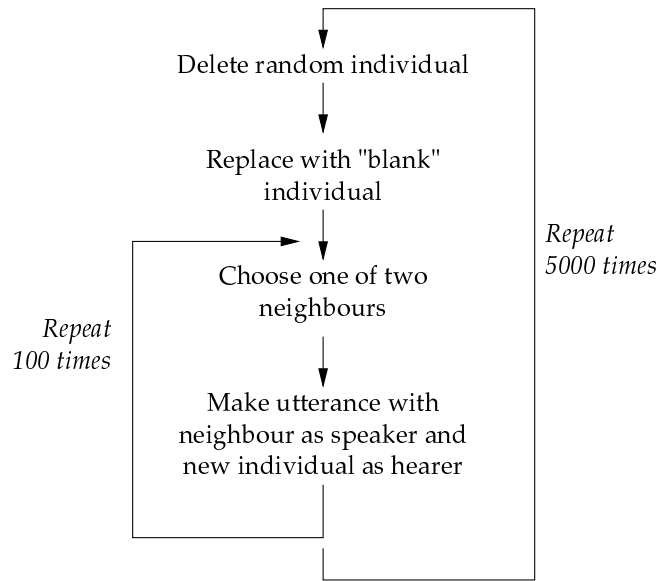 Delete random individual
Replace with "blank"
individual
Repeat
5000 times
Choose one of two
neighbours
Repeat
100 times
Make utterance with
neighbour as speaker and
new individual as hearer